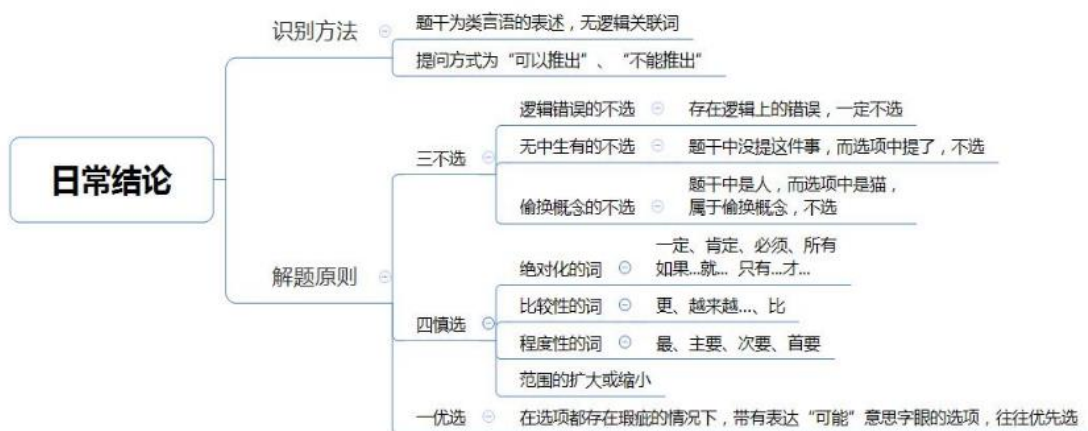 日常结论
识别方法
题干为类言语的表述，无逻辑关联词
提问方式为“可以推出”、“不能推出”
解题原则
三不选
逻辑错误的不选
存在逻辑上的错误，一定不选
无中生有的不选
题干中没提这件事，而选项中提了，不选
偷换概念的不选
题干中是人，而选项中是猫，
属于偷换概念，不选
四慎选
绝对化的词
一定、肯定、必须、所有
如果...就... 只有...才...
比较性的词
更、越来越...、比
程度性的词
最、主要、次要、首要
范围的扩大或缩小
一优选
在选项都存在瑕疵的情况下，带有表达“可能”意思字眼的选项，往往优先选